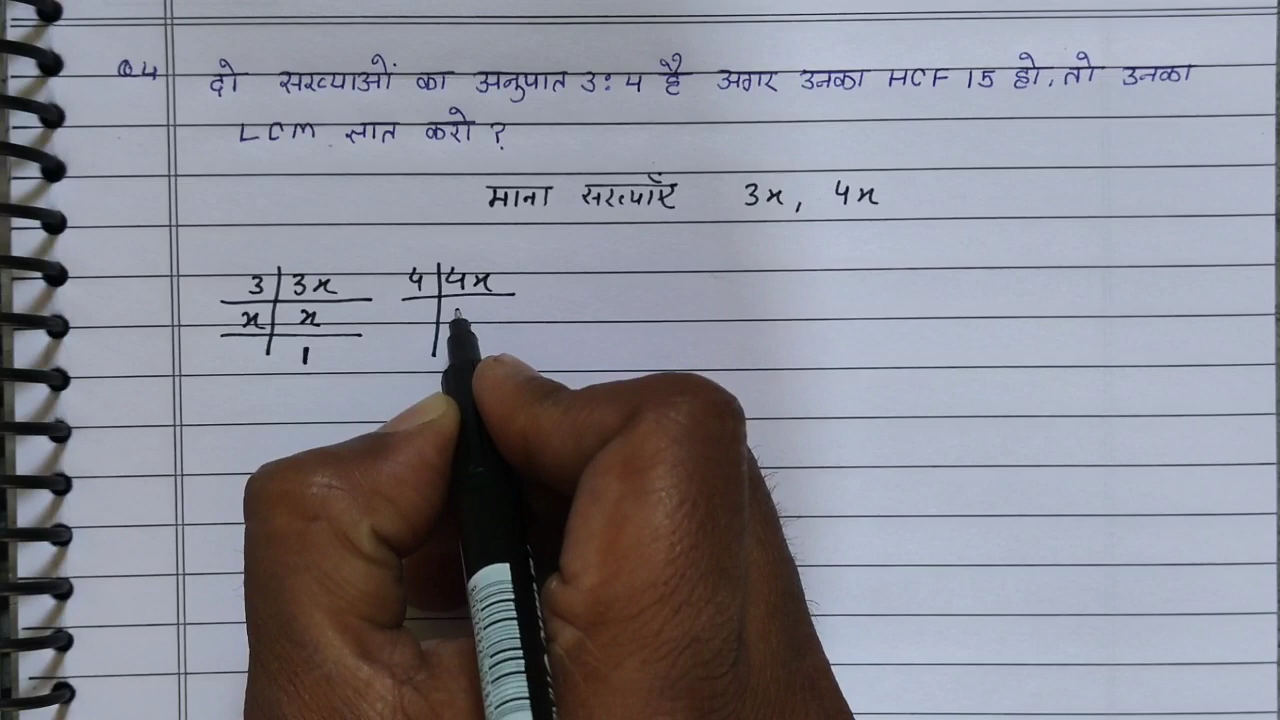 Q4 दो संख्याओं का अनुपात 3:4 है अगर उनका HCF 15 हो, तो उनका
LCM ज्ञात करो ?
माना संख्याएँ 3x, 4x
3 | 3x 4 | 4x
x | x
1